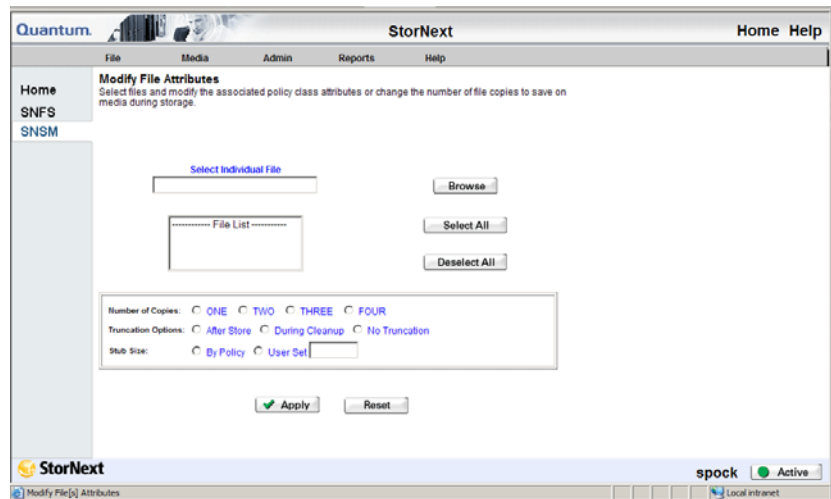 Quantum. StorNext Home Help
File Media Admin Reports Help
Home
SNFS
SNSM
Modify File Attributes
Select files and modify the associated policy class attributes or change the number of file copies to save on
media during storage.
Select Individual File
Browse
------------ File List -----------
Select All
Deselect All
Number of Copies: ONE TWO THREE FOUR
Truncation Options: After Store During Cleanup No Truncation
Stub Size: By Policy User Set
Apply Reset
StorNext spock Active
Modify File[s] Attributes Local intranet